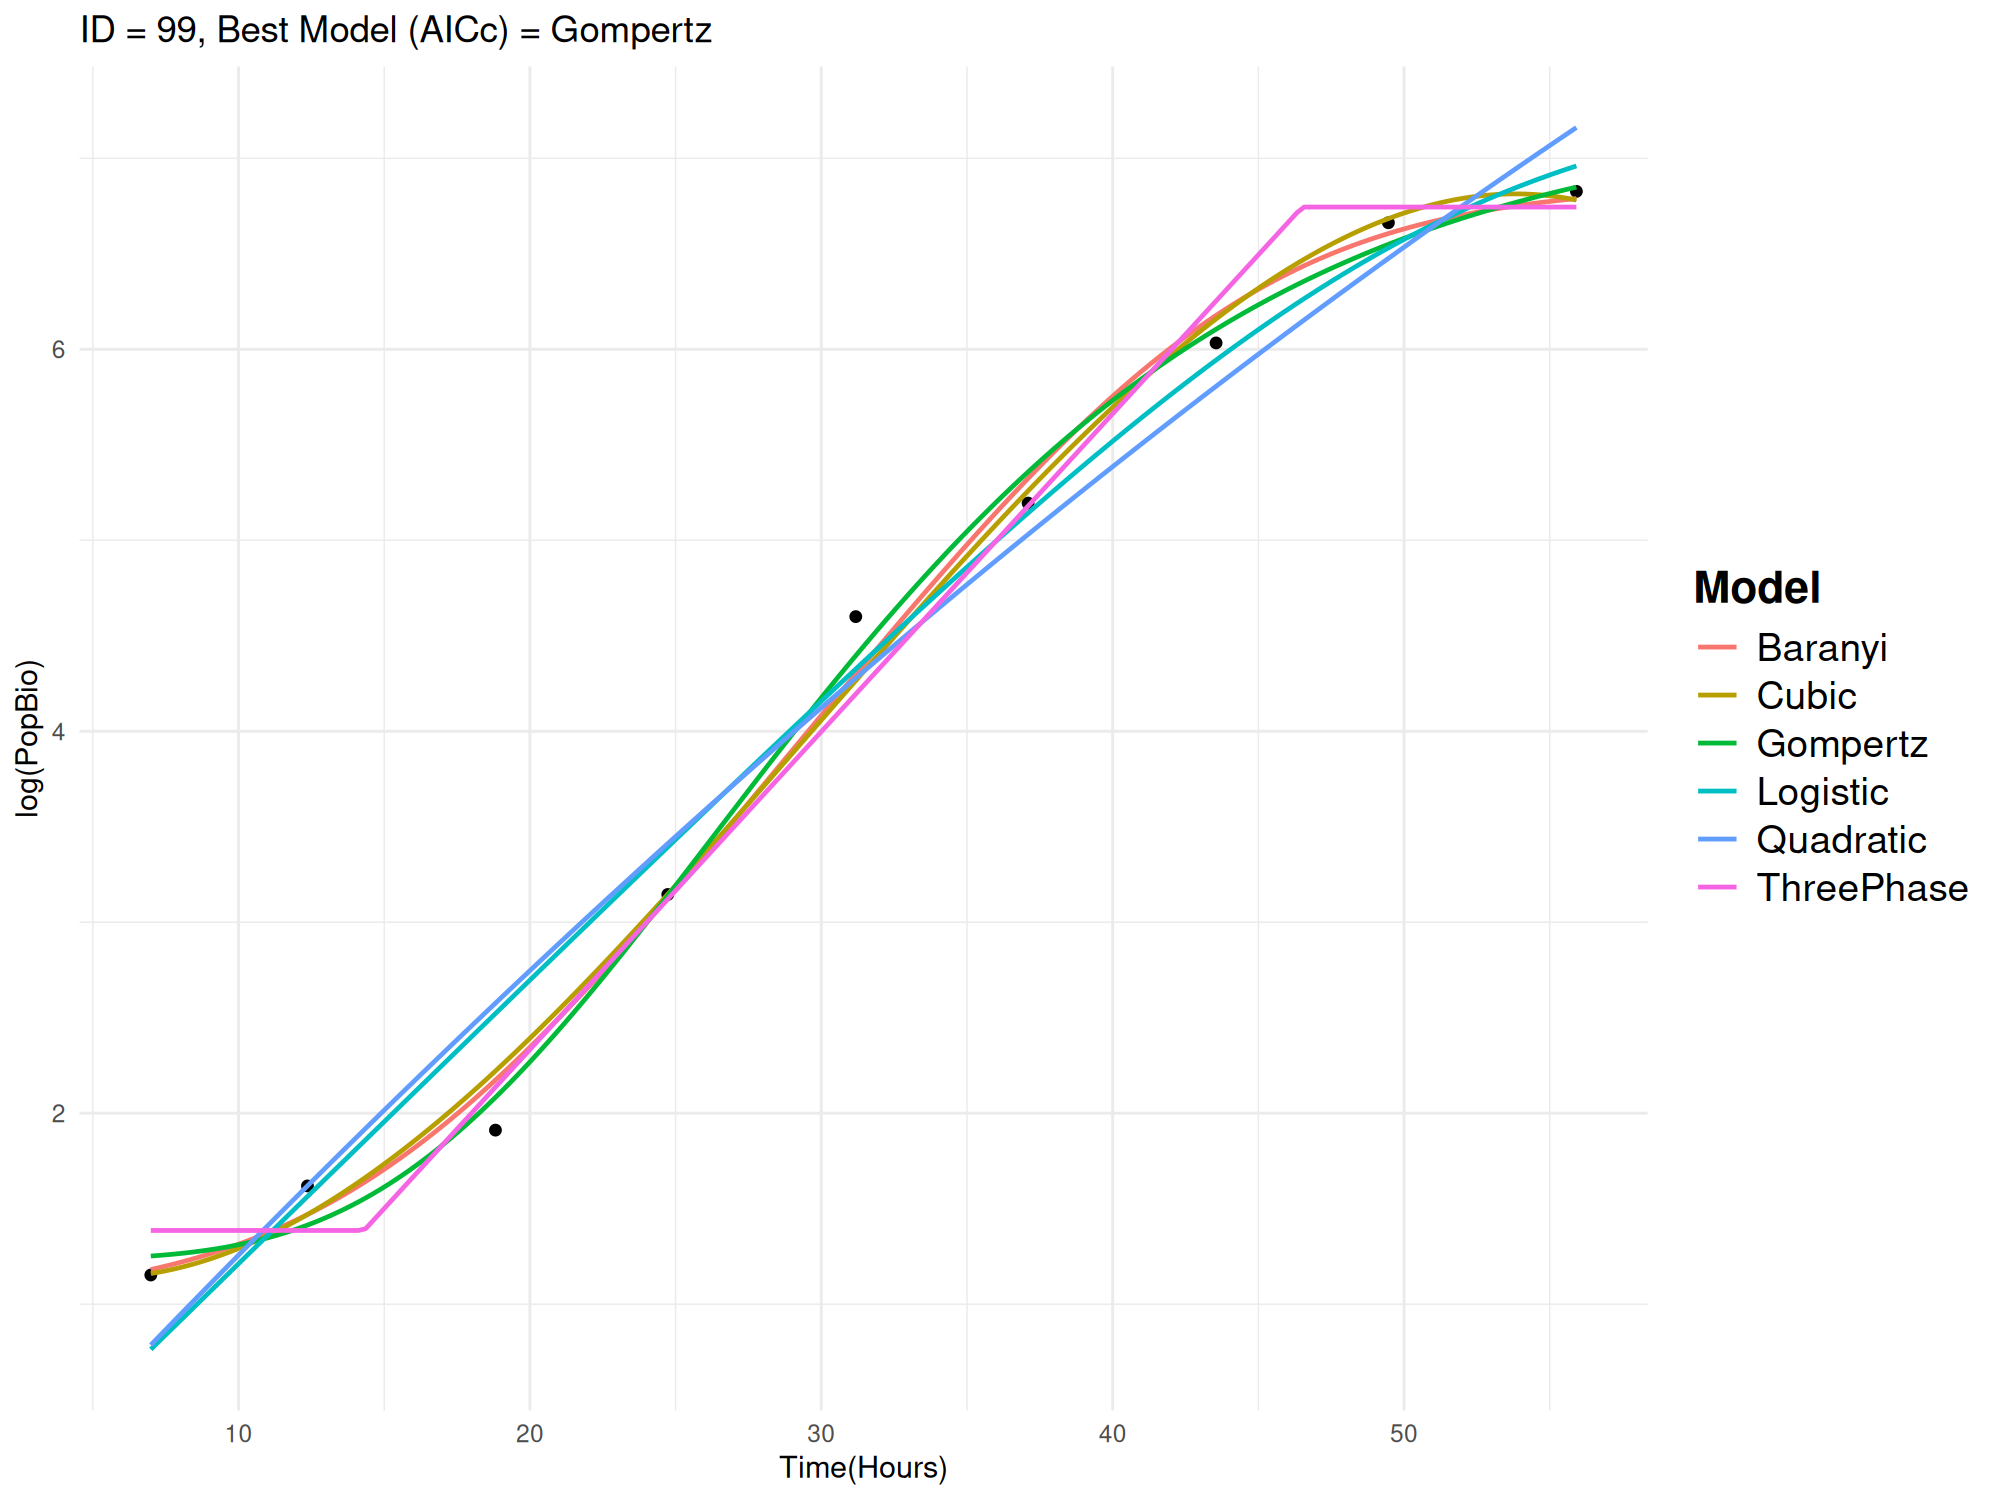 ID = 99, Best Model (AICc) = Gompertz
log(PopBio)
6
4
2
10 20 30 40 50
Time(Hours)
Model
Baranyi
Cubic
Gompertz
Logistic
Quadratic
ThreePhase